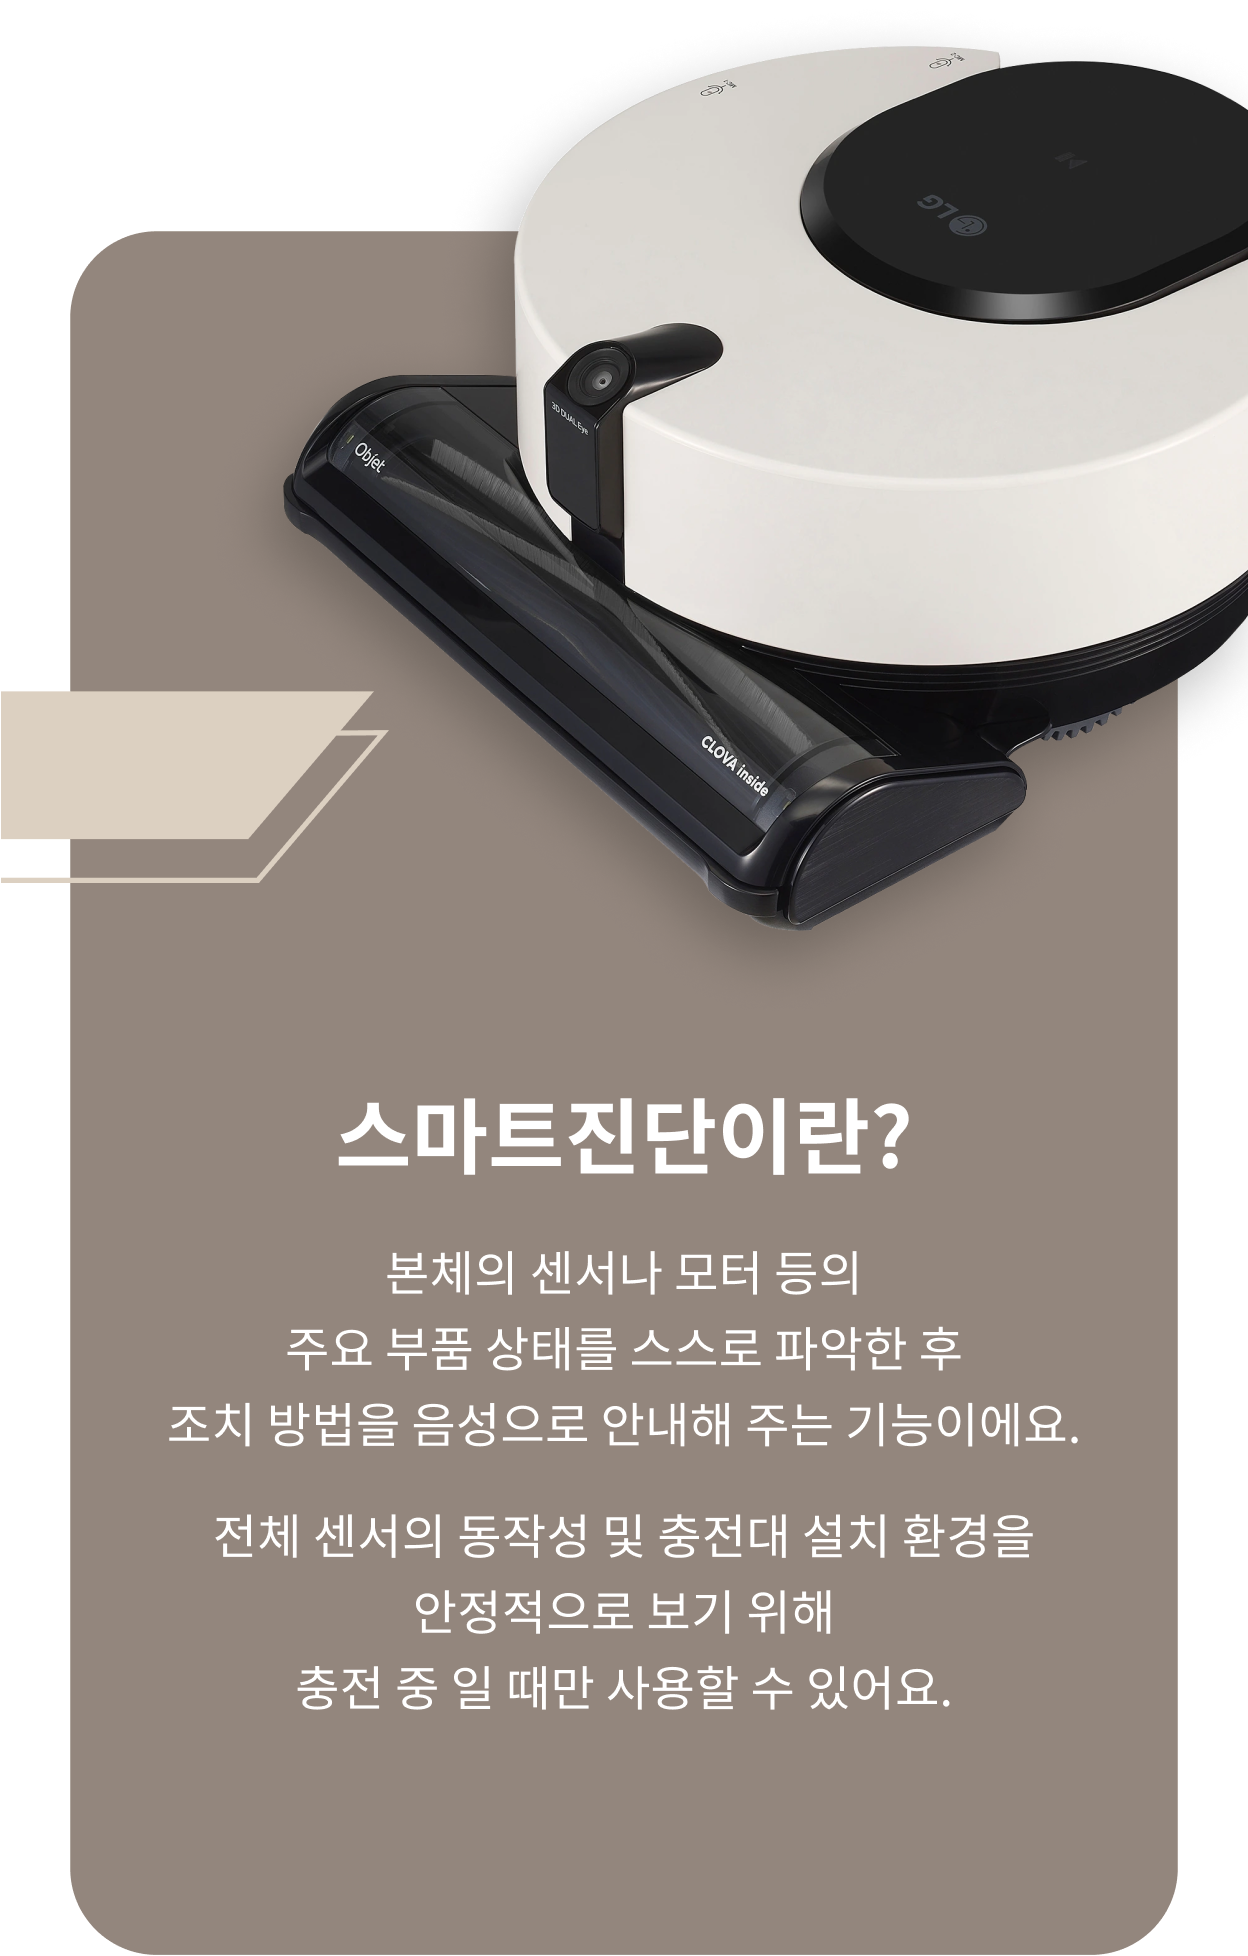 MIC 1
MIC 2
LG
3D DUAL Eye
Objet
CLOVA inside
스마트진단이란?
본체의 센서나 모터 등의
주요 부품 상태를 스스로 파악한 후
조치 방법을 음성으로 안내해 주는 기능이에요.
전체 센서의 동작성 및 충전대 설치 환경을
안정적으로 보기 위해
충전 중 일 때만 사용할 수 있어요.